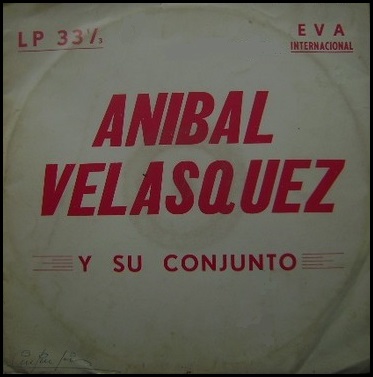 LP 33⅓
EVA
INTERNACIONAL
ANIBAL
VELASQUEZ
Y SU CONJUNTO